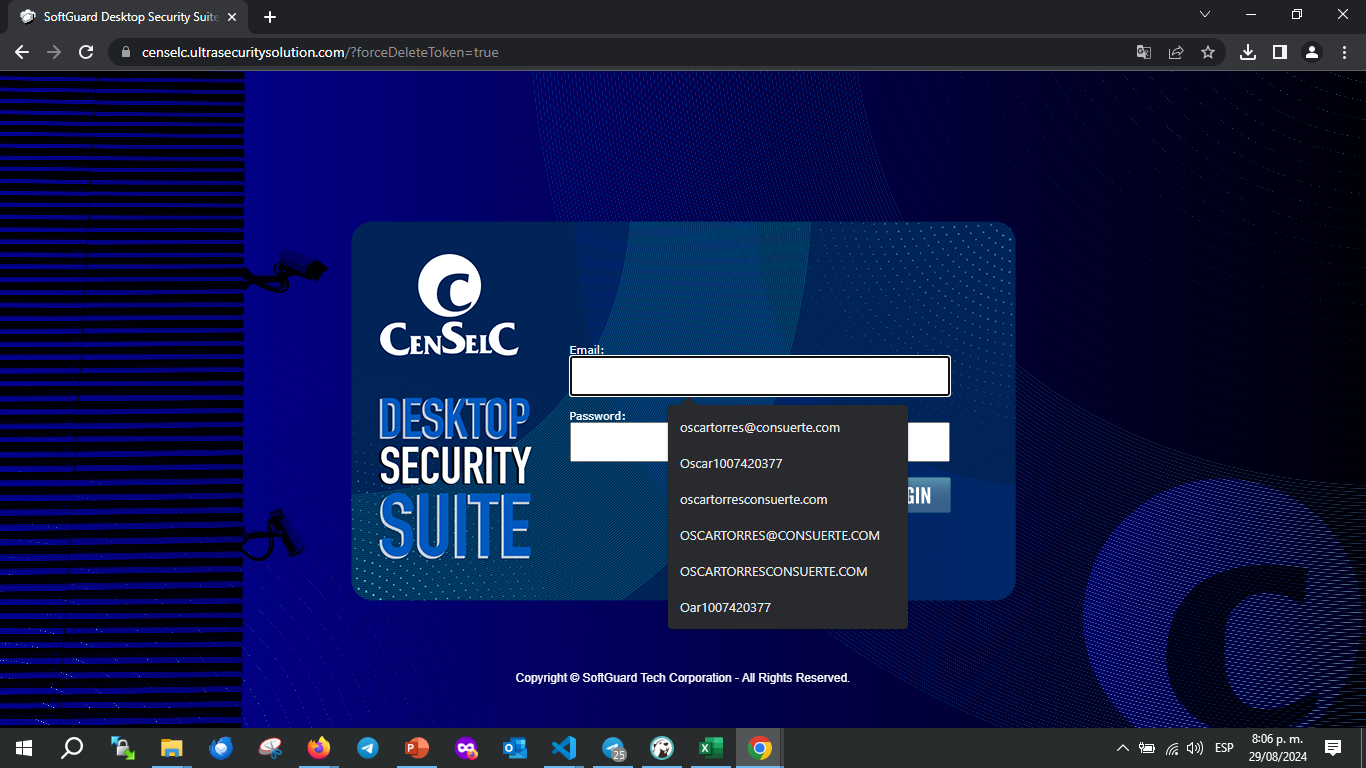 SoftGuard Desktop Security Suite
censelc.ultrasecuritysolution.com/?forceDeleteToken=true
C
CENSELC
DESKTOP
SECURITY
SUITE
Email:
Password:
oscartorres@consuerte.com
Oscar1007420377
oscartorresconsuerte.com
GIN
OSCARTORRES@CONSUERTE.COM
OSCARTORRESCONSUERTE.COM
Oar1007420377
Copyright © SoftGuard Tech Corporation - All Rights Reserved.
25
ESP
8:06 p. m.
29/08/2024